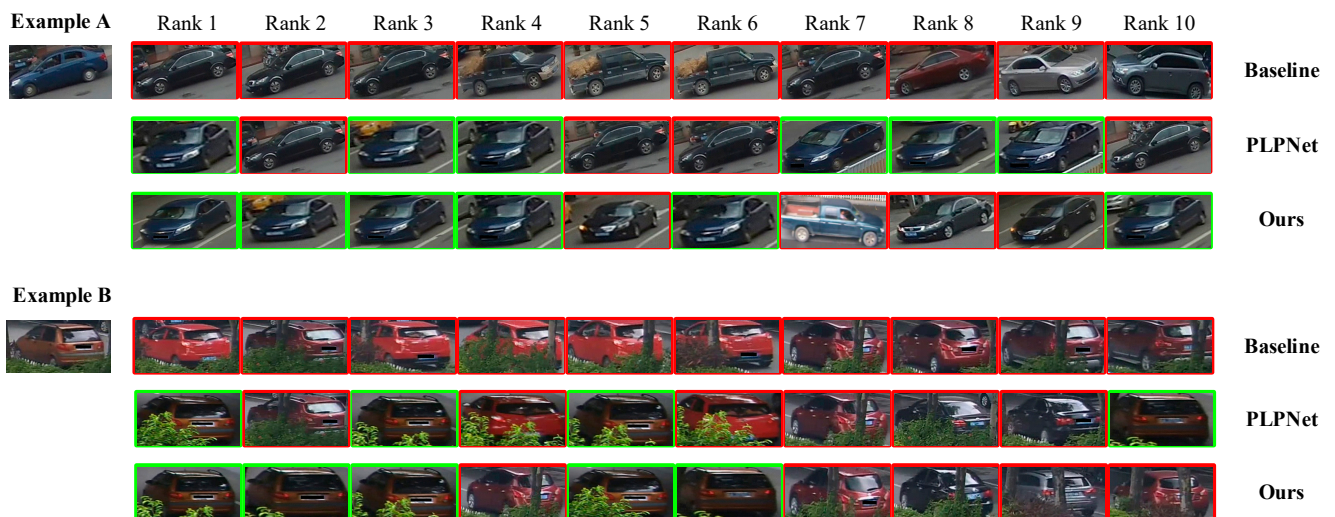 Example A Rank 1 Rank 2 Rank 3 Rank 4 Rank 5 Rank 6 Rank 7 Rank 8 Rank 9 Rank 10
Baseline
PLPNet
Ours
Example B
Baseline
PLPNet
Ours